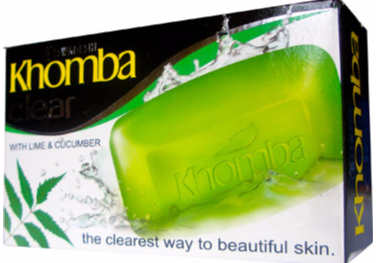 Khomba
clear
WITH LIME & CUCUMBER
Khomba
the clearest way to beautiful skin.
Khomba